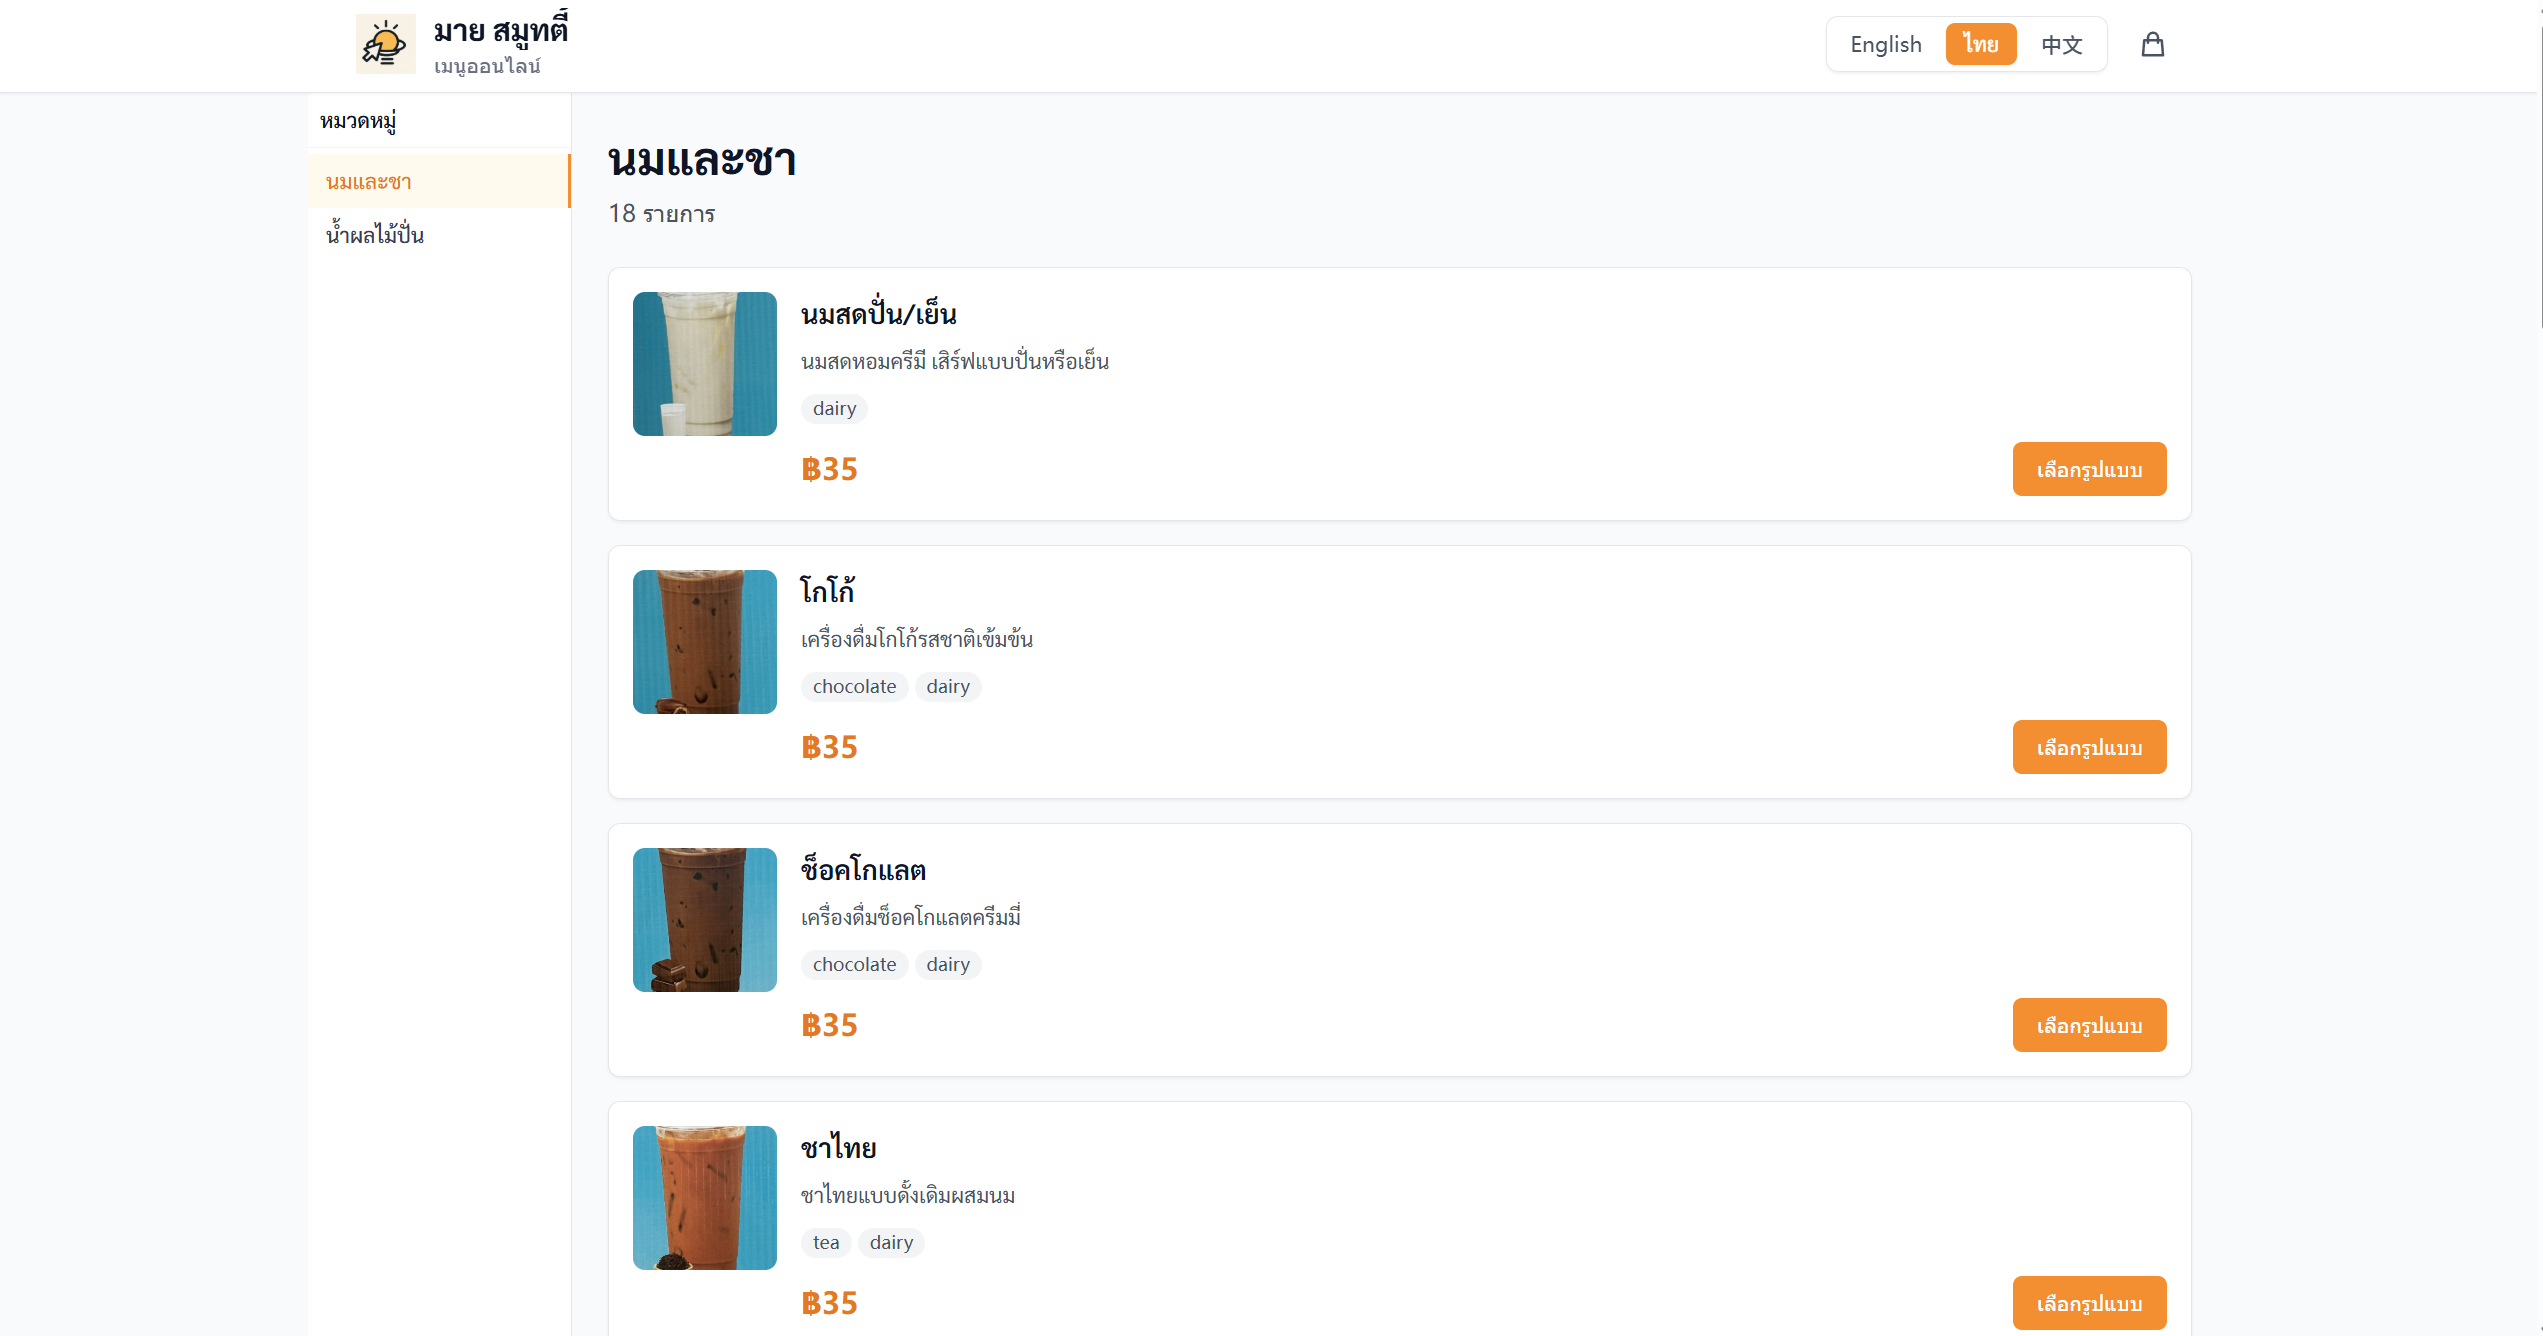 มาย สมูทตี้
เมนูออนไลน์
English ไทย 中文
หมวดหมู่
นมและชา
น้ำผลไม้ปั่น
นมและชา
18 รายการ
นมสดปั่น/เย็น
นมสดหอมครีมี เสิร์ฟแบบปั่นหรือเย็น
dairy
฿35
เลือกรูปแบบ
โกโก้
เครื่องดื่มโกโก้รสชาติเข้มข้น
chocolate dairy
฿35
เลือกรูปแบบ
ช็อคโกแลต
เครื่องดื่มช็อคโกแลตครีมมี่
chocolate dairy
฿35
เลือกรูปแบบ
ชาไทย
ชาไทยแบบดั้งเดิมผสมนม
tea dairy
฿35
เลือกรูปแบบ